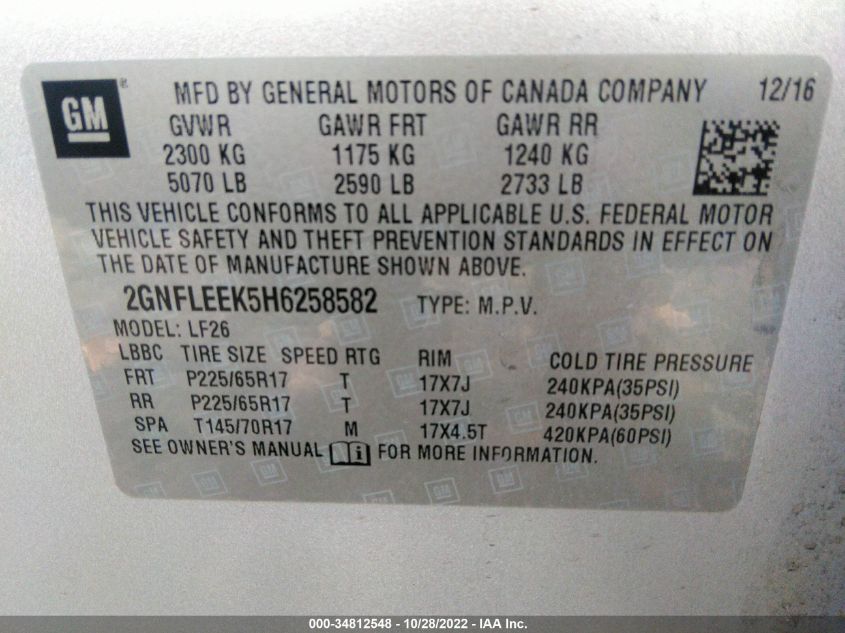 GM ® MFD BY GENERAL MOTORS OF CANADA COMPANY 12/16
GVWR GAWR FRT GAWR RR
2300 KG 1175 KG 1240 KG
5070 LB 2590 LB 2733 LB
THIS VEHICLE CONFORMS TO ALL APPLICABLE U.S. FEDERAL MOTOR
VEHICLE SAFETY AND THEFT PREVENTION STANDARDS IN EFFECT ON
THE DATE OF MANUFACTURE SHOWN ABOVE.
2GNFLEEK5H6258582 TYPE: M.P.V.
MODEL: LF26
LBBC TIRE SIZE SPEED RTG RIM COLD TIRE PRESSURE
FRT P225/65R17 T 17X7J 240KPA(35PSI)
RR P225/65R17 T 17X7J 240KPA(35PSI)
SPA T145/70R17 M 17X4.5T 420KPA(60PSI)
SEE OWNER'S MANUAL i FOR MORE INFORMATION.
000-34812548 - 10/28/2022 - IAA Inc.